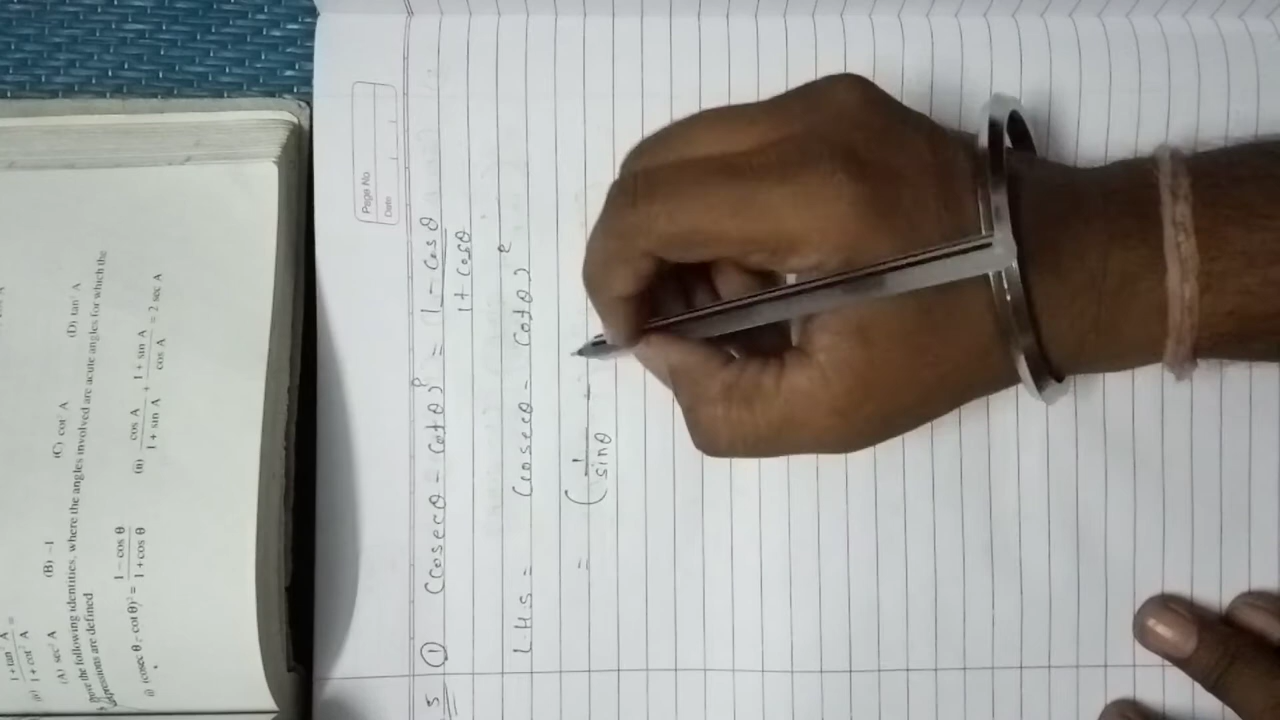 1 + tan² A
(iv) 1 + cot² A =
(A) sec² A (B) –1 (C) cot² A (D) tan² A
prove the following identities, where the angles involved are acute angles for which the
expressions are defined
i) (cosec θ – cot θ)² = 1 – cos θ / 1 + cos θ (ii) cos A / 1 + sin A + 1 + sin A / cos A = 2 sec A
Page No.
Date
5 ① (cosecθ – cotθ)² = 1 – cosθ / 1 + cosθ
L.H.S = (cosecθ – cotθ)²
= ( 1 / sinθ -